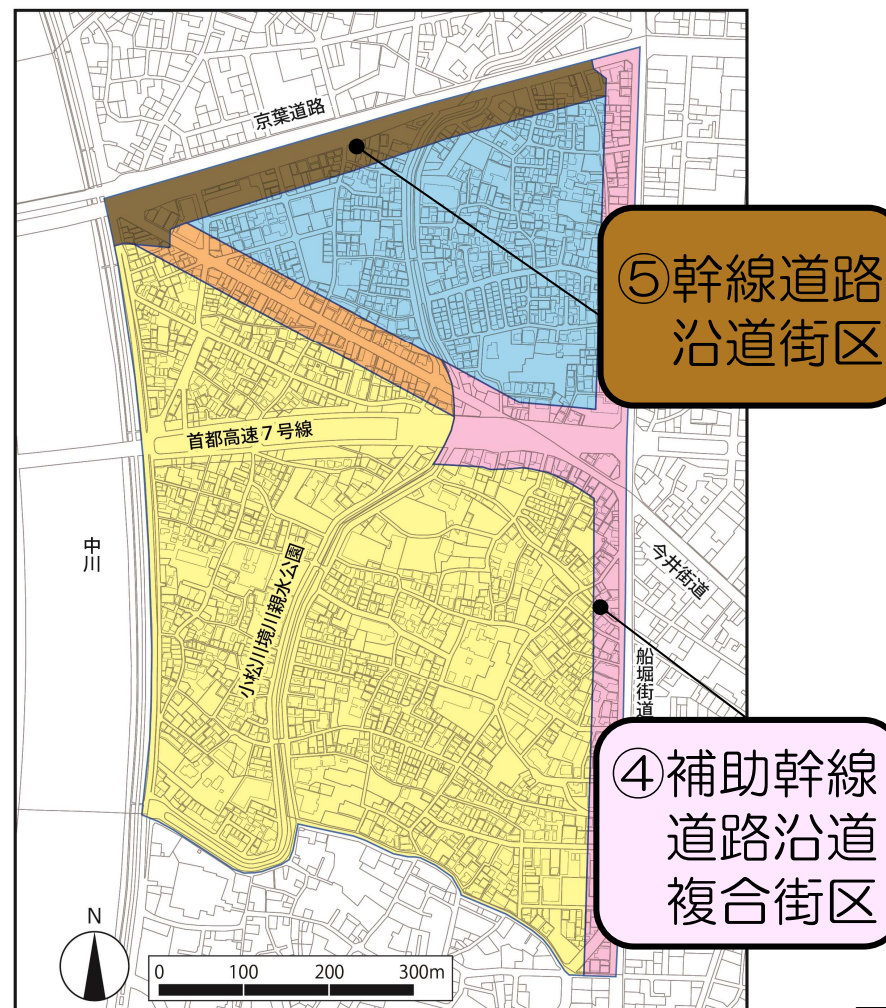 京葉道路
⑤幹線道路
沿道街区
首都高速7号線
中川
小松川境川親水公園
今井街道
船堀街道
④補助幹線
道路沿道
複合街区
N
0 100 200 300m